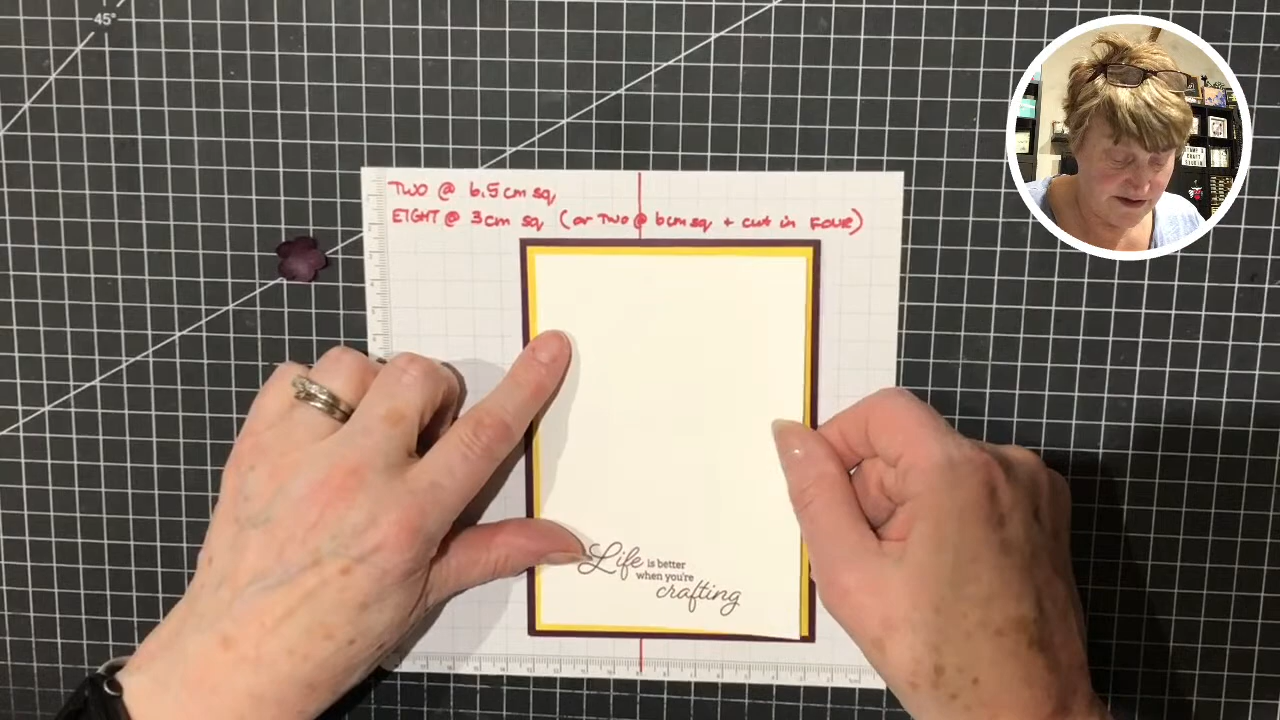 45°
TWO @ 6.5cm sq
EIGHT @ 3cm sq (or TWO @ 6cm sq + cut in FOUR)
Life is better
when you're
crafting